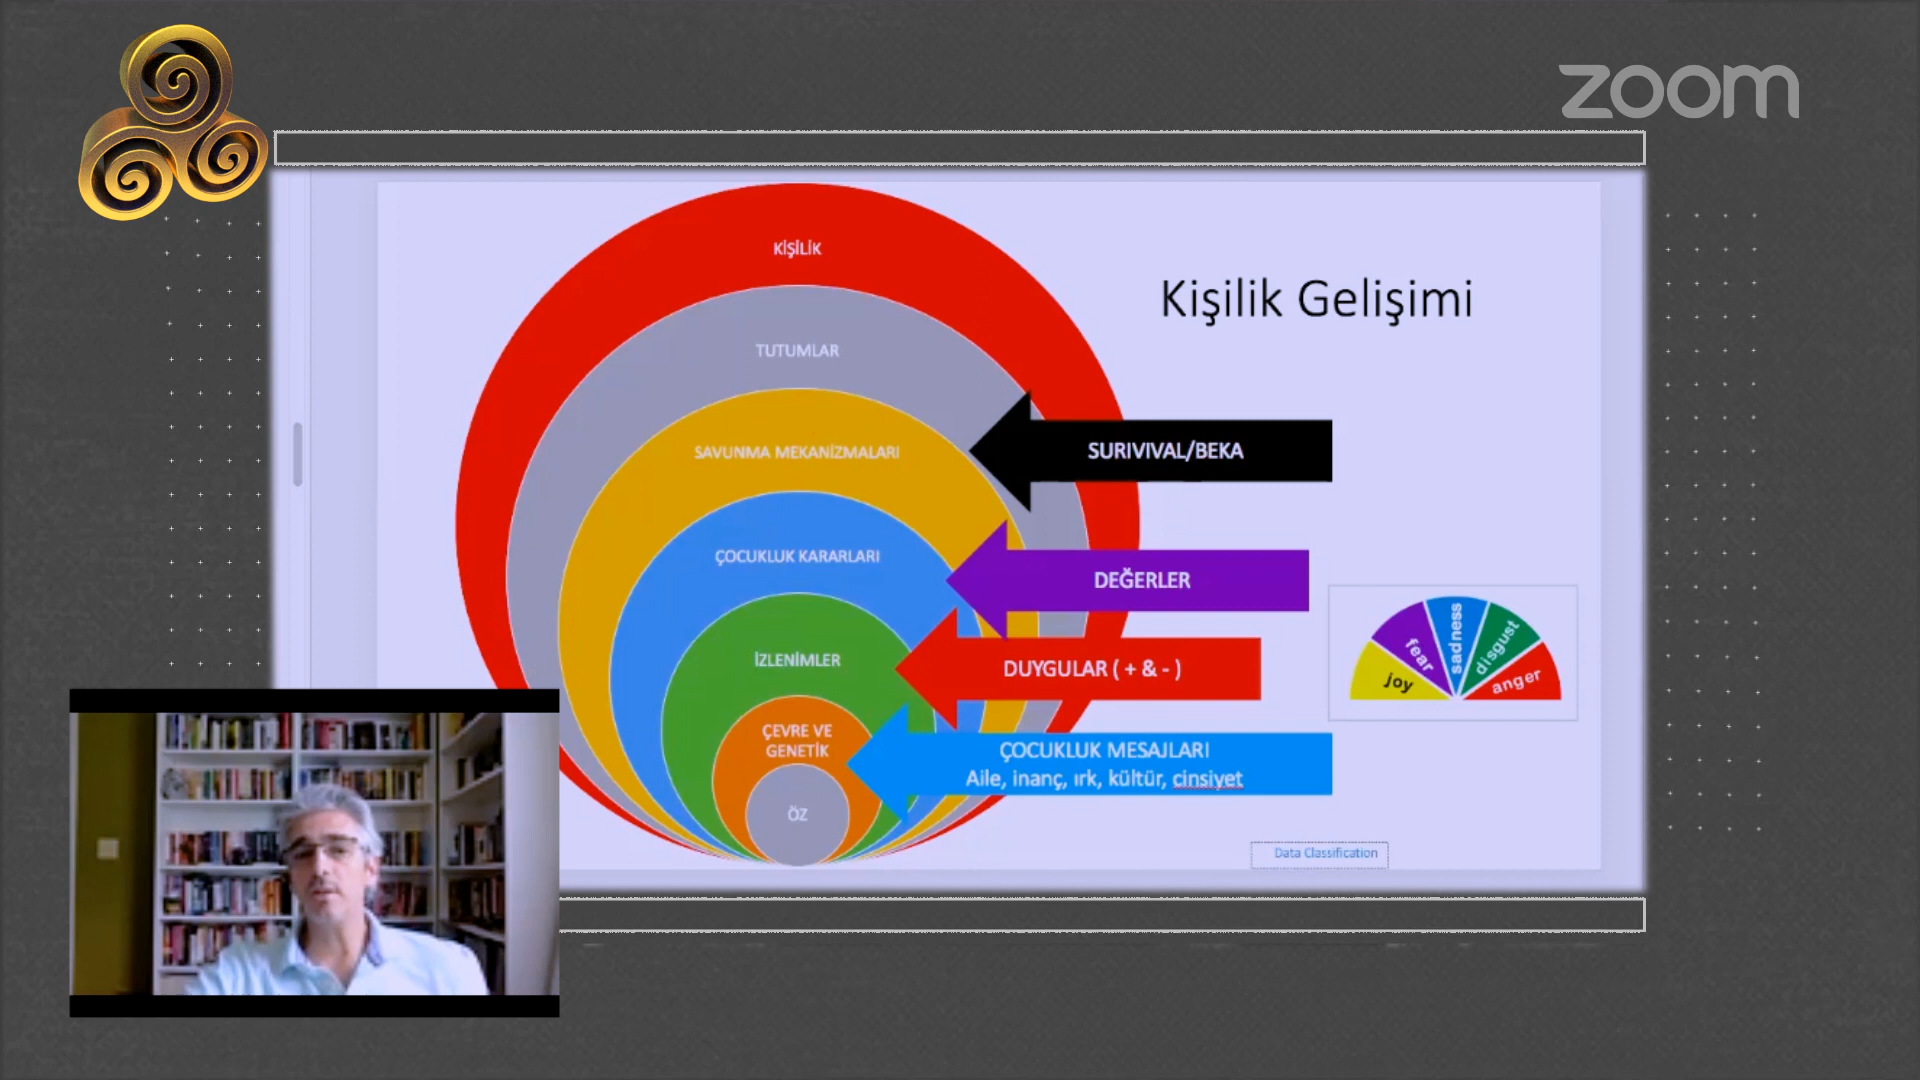 zoom
Kişilik Gelişimi
KİŞİLİK
TUTUMLAR
SAVUNMA MEKANİZMALARI
SURIVIVAL/BEKA
ÇOCUKLUK KARARLARI
DEĞERLER
İZLENİMLER
DUYGULAR ( + & - )
ÇEVRE VE
GENETİK
ÇOCUKLUK MESAJLARI
Aile, inanç, ırk, kültür, cinsiyet
ÖZ
joy
fear
sadness
disgust
anger
Data Classification